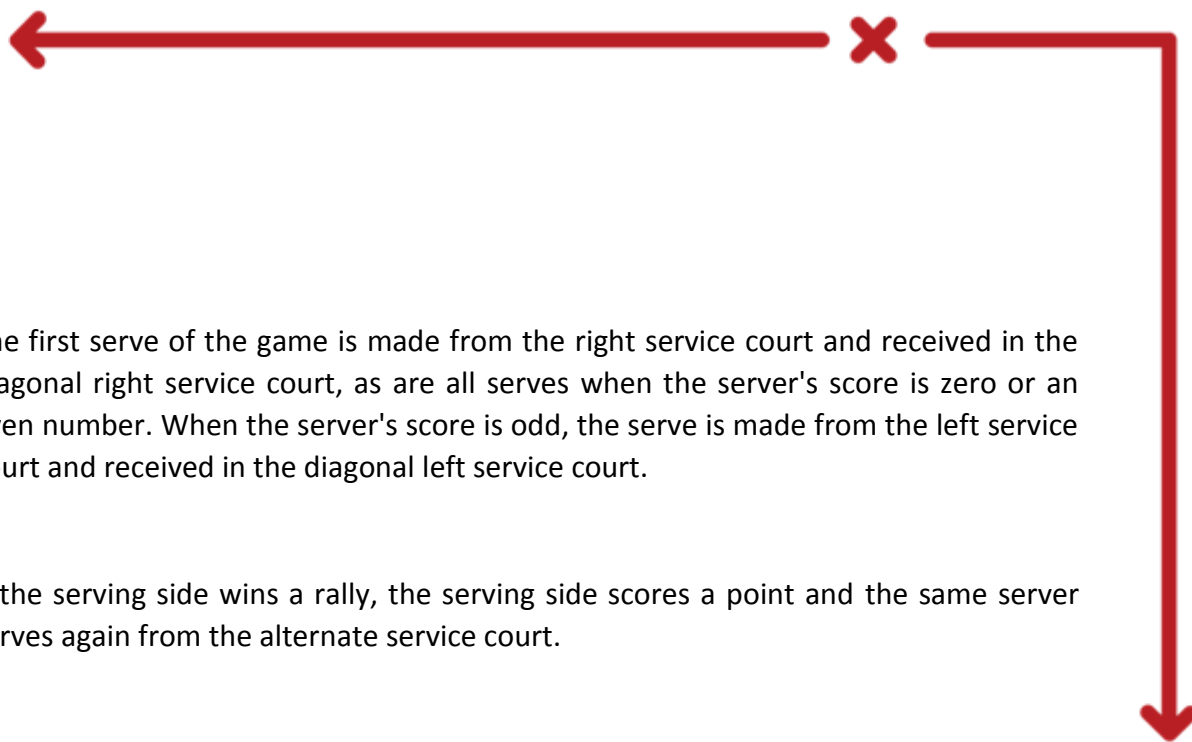 he first serve of the game is made from the right service court and received in the
agonal right service court, as are all serves when the server's score is zero or an
ven number. When the server's score is odd, the serve is made from the left service
ourt and received in the diagonal left service court.
the serving side wins a rally, the serving side scores a point and the same server
rves again from the alternate service court.